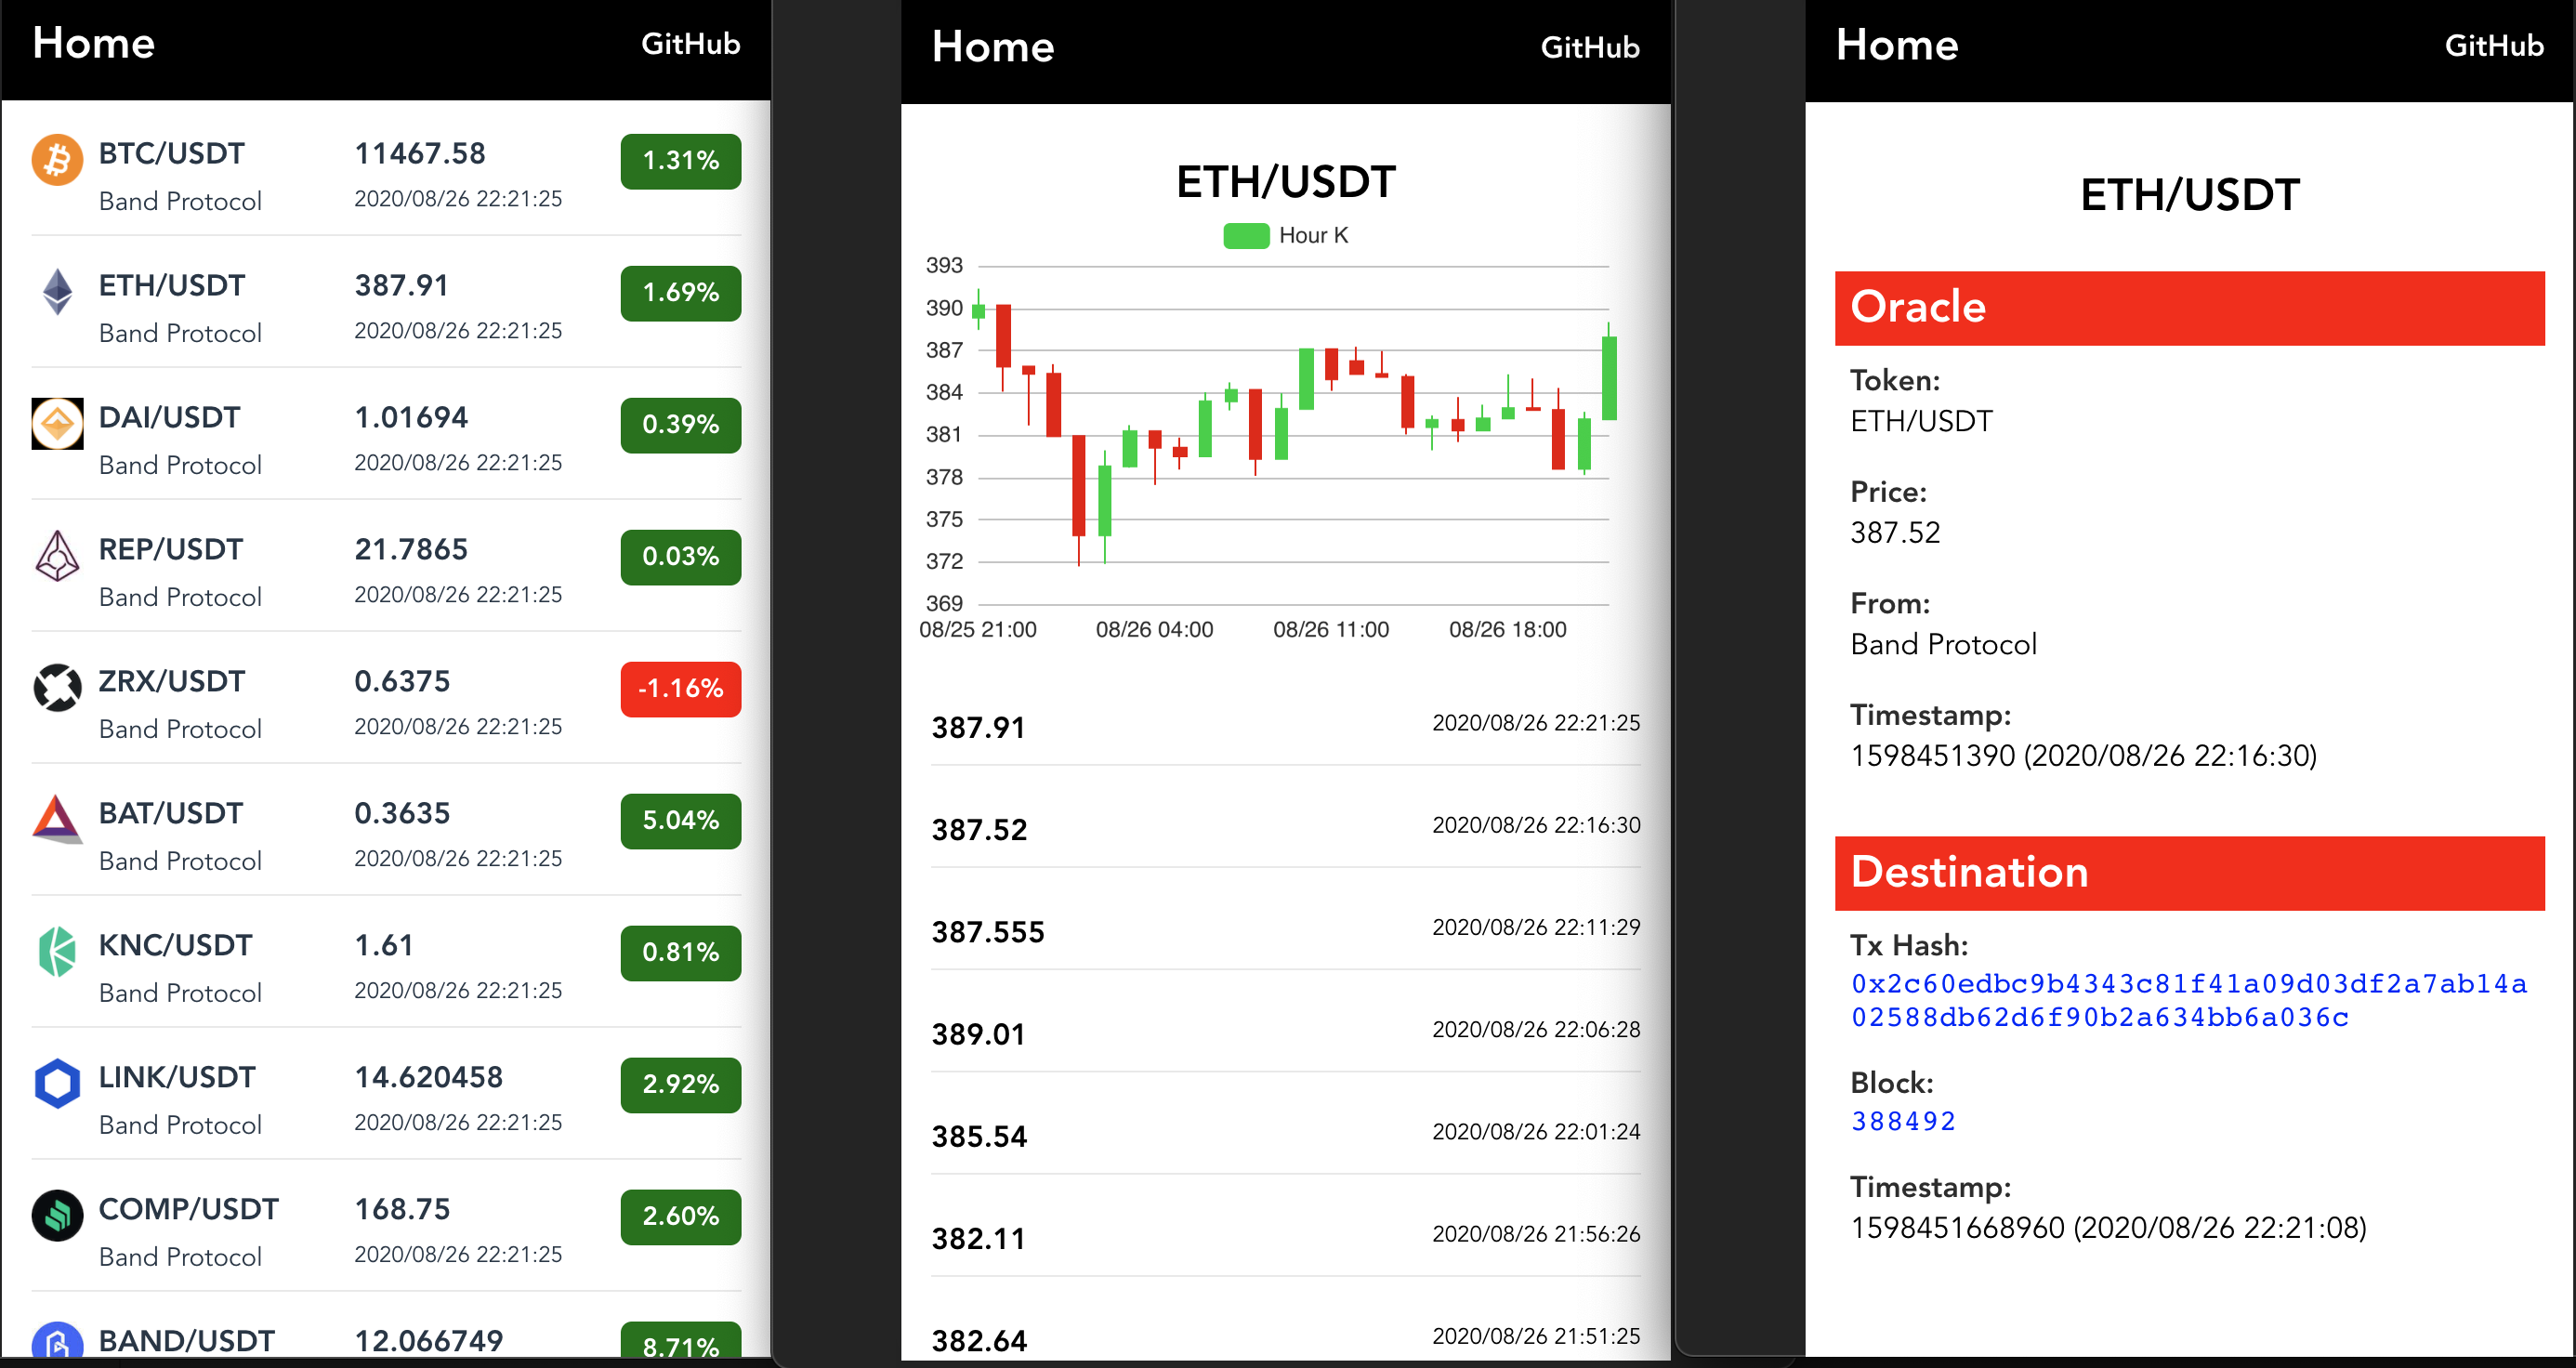 Home GitHub
BTC/USDT 11467.58 1.31%
Band Protocol 2020/08/26 22:21:25
ETH/USDT 387.91 1.69%
Band Protocol 2020/08/26 22:21:25
DAI/USDT 1.01694 0.39%
Band Protocol 2020/08/26 22:21:25
REP/USDT 21.7865 0.03%
Band Protocol 2020/08/26 22:21:25
ZRX/USDT 0.6375 -1.16%
Band Protocol 2020/08/26 22:21:25
BAT/USDT 0.3635 5.04%
Band Protocol 2020/08/26 22:21:25
KNC/USDT 1.61 0.81%
Band Protocol 2020/08/26 22:21:25
LINK/USDT 14.620458 2.92%
Band Protocol 2020/08/26 22:21:25
COMP/USDT 168.75 2.60%
Band Protocol 2020/08/26 22:21:25
BAND/USDT 12.066749 8.71%
Home GitHub
ETH/USDT
Hour K
393
390
387
384
381
378
375
372
369
08/25 21:00 08/26 04:00 08/26 11:00 08/26 18:00
387.91 2020/08/26 22:21:25
387.52 2020/08/26 22:16:30
387.555 2020/08/26 22:11:29
389.01 2020/08/26 22:06:28
385.54 2020/08/26 22:01:24
382.11 2020/08/26 21:56:26
382.64 2020/08/26 21:51:25
Home GitHub
ETH/USDT
Oracle
Token:
ETH/USDT
Price:
387.52
From:
Band Protocol
Timestamp:
1598451390 (2020/08/26 22:16:30)
Destination
Tx Hash:
0x2c60edbc9b4343c81f41a09d03df2a7ab14a
02588db62d6f90b2a634bb6a036c
Block:
388492
Timestamp:
1598451668960 (2020/08/26 22:21:08)